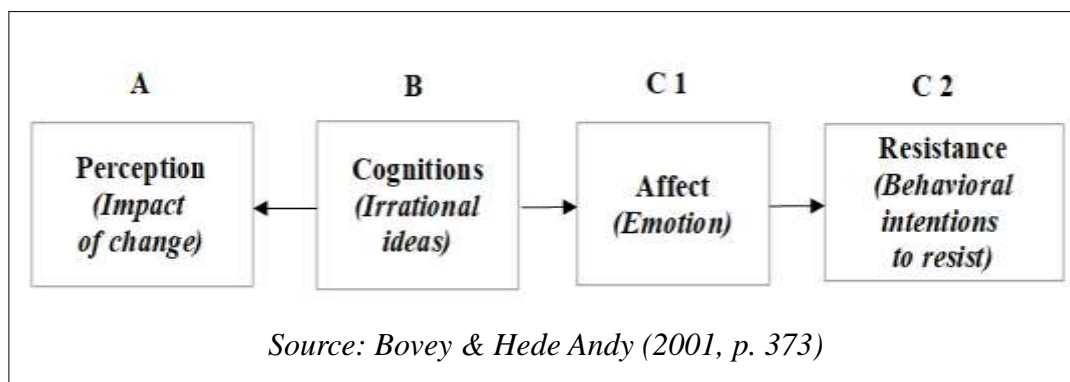 A
B
C 1
C 2
Perception
(Impact
of change)
Cognitions
(Irrational
ideas)
Affect
(Emotion)
Resistance
(Behavioral
intentions
to resist)
Source: Bovey & Hede Andy (2001, p. 373)